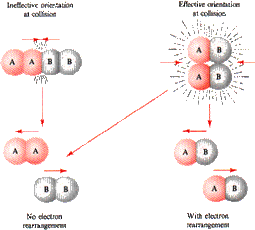 Ineffective orientation
at collision
Effective orientation
at collision
A A B B
A B
A B
A A
B B
A B
A B
No electron
rearrangement
With electron
rearrangement